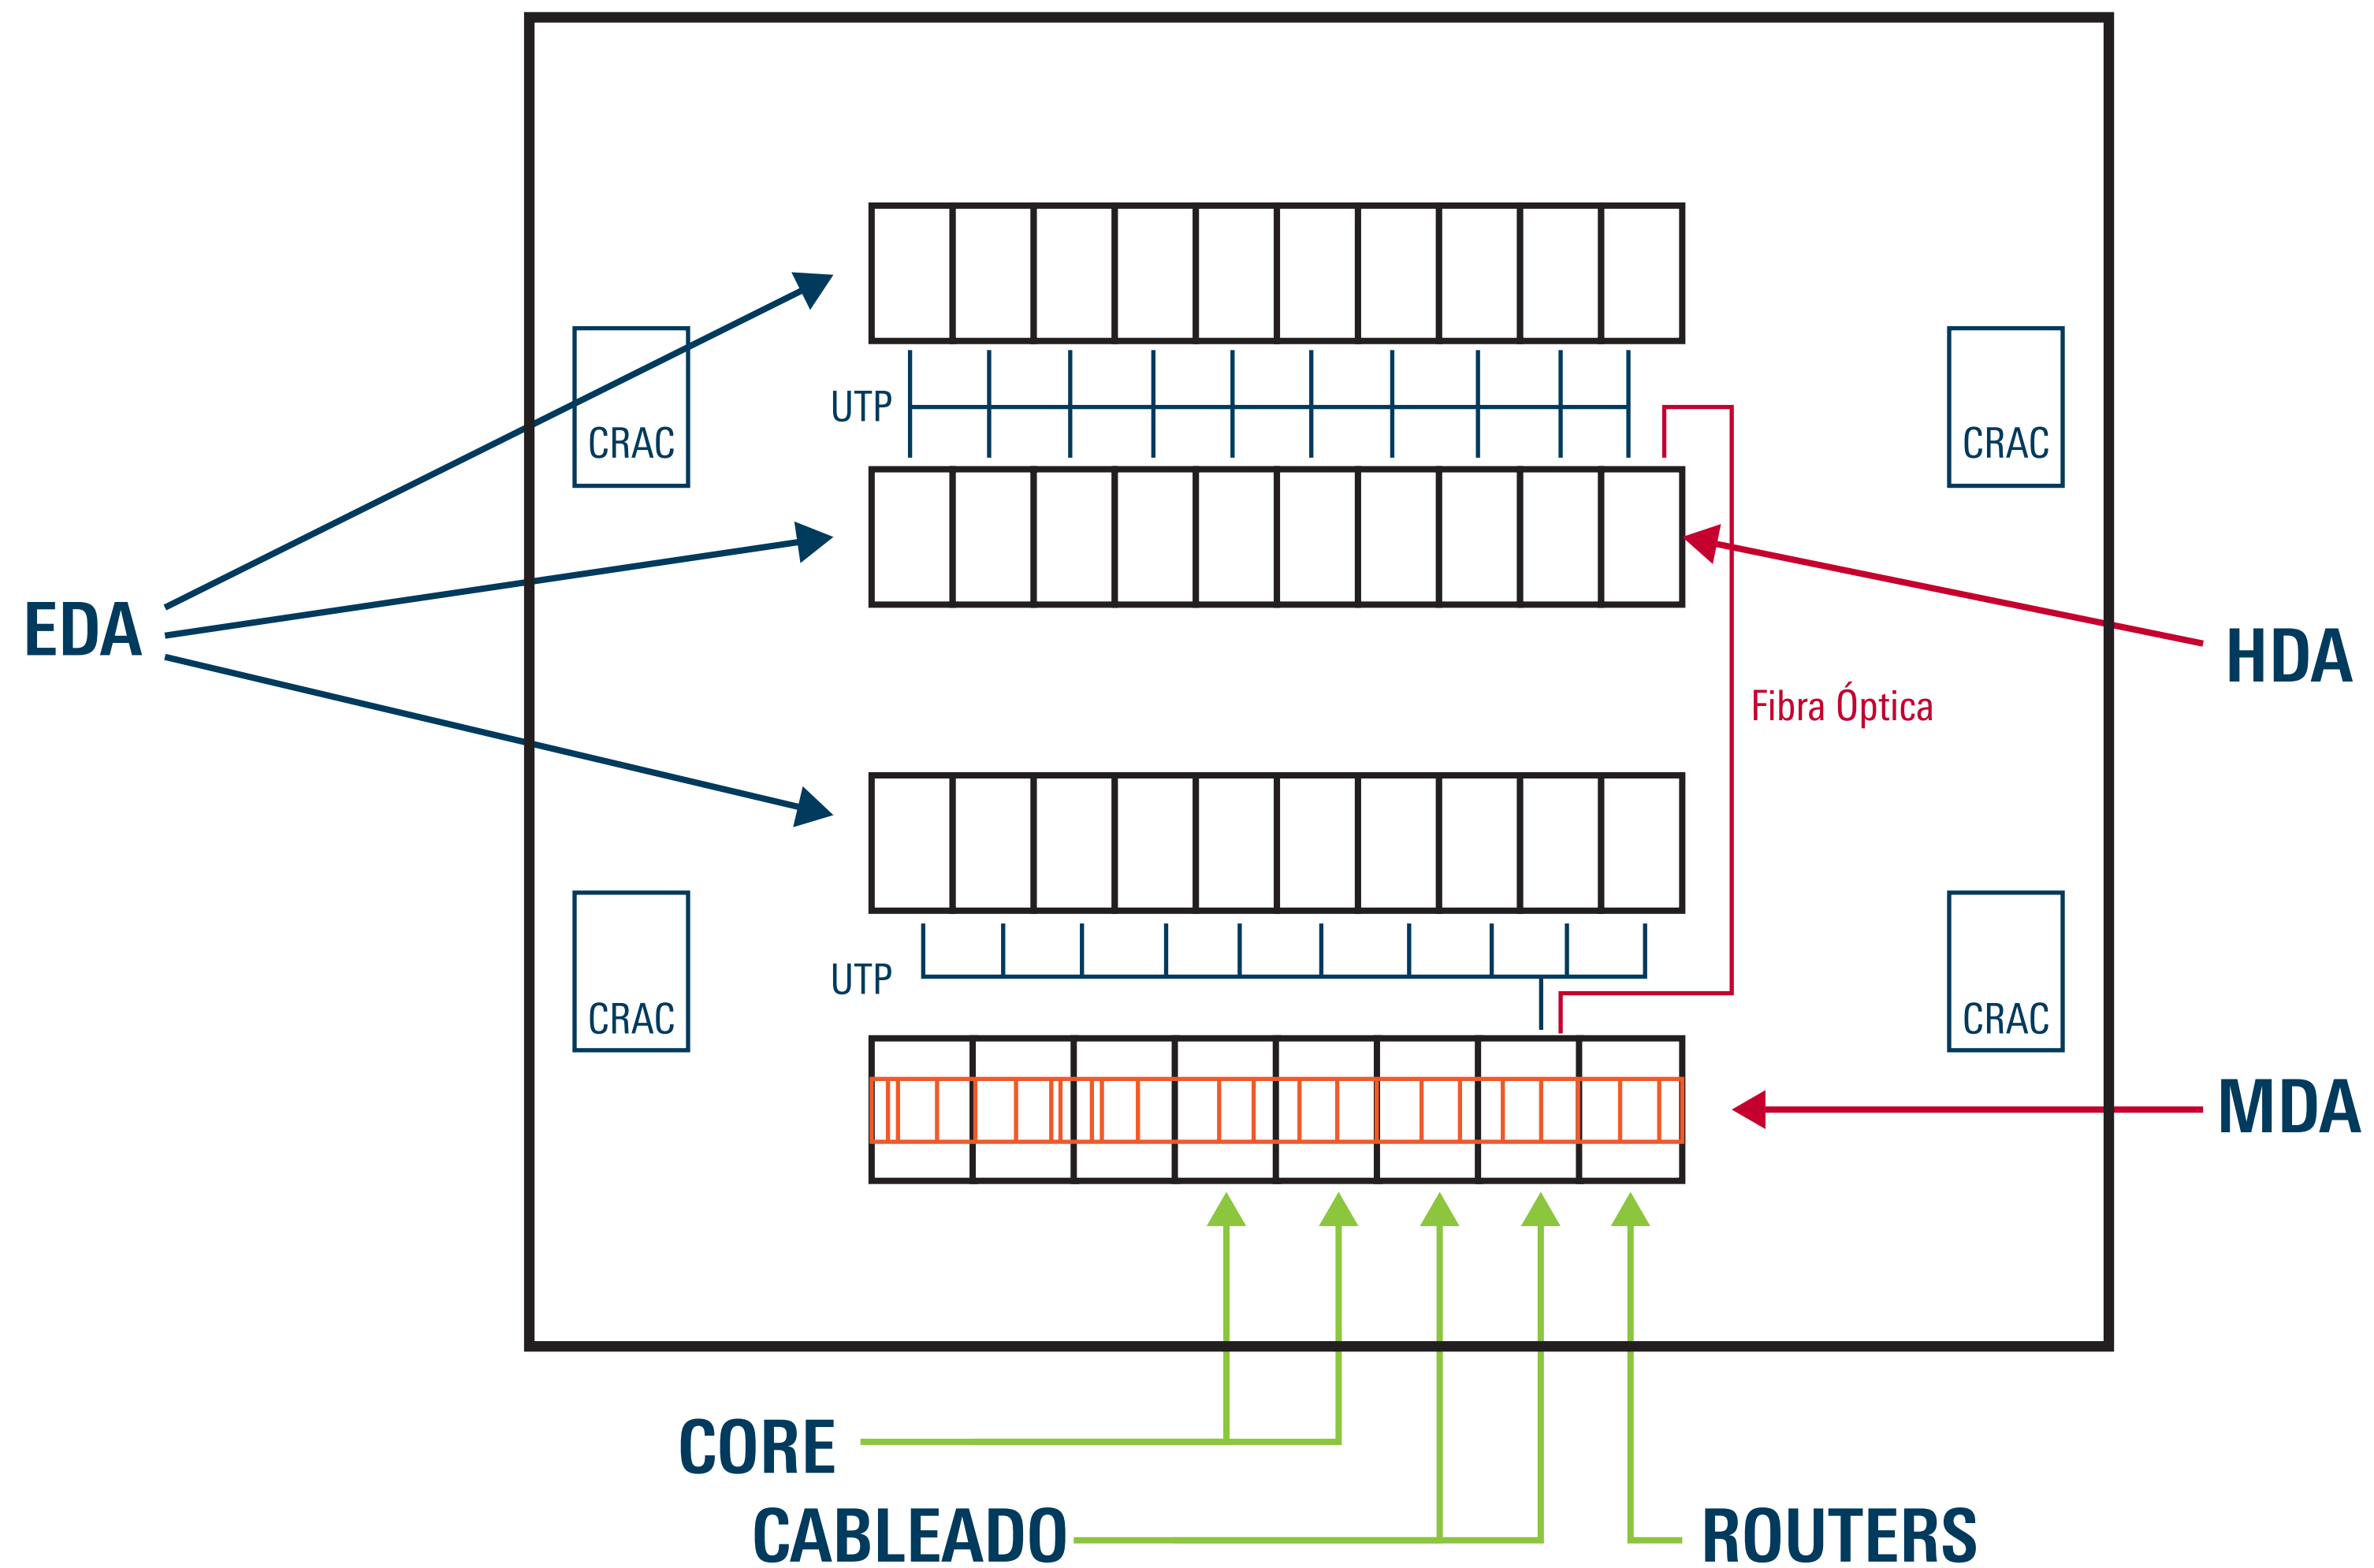 UTP
CRAC
CRAC
EDA
HDA
Fibra Óptica
UTP
CRAC
CRAC
MDA
CORE
CABLEADO
ROUTERS